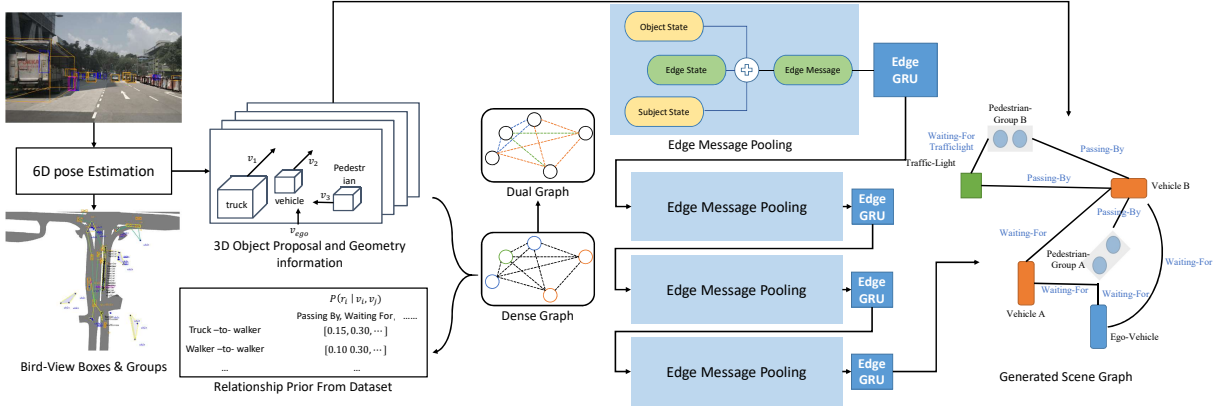 6D pose Estimation
Bird-View Boxes & Groups
v1
v2
v3
truck
vehicle
Pedestr
ian
vego
3D Object Proposal and Geometry
information
P(ri | vi, vj)
Passing By, Waiting For, ……
Truck –to- walker [0.15, 0.30, ⋯ ]
Walker –to- walker [0.10 0.30, ⋯ ]
… …
Relationship Prior From Dataset
Dual Graph
Dense Graph
Object State
Edge State
Subject State
Edge Message
Edge
GRU
Edge Message Pooling
Edge Message Pooling
Edge
GRU
Edge Message Pooling
Edge
GRU
Edge Message Pooling
Edge
GRU
Pedestrian-
Group B
Waiting-For
Trafficlight
Traffic-Light
Passing-By
Passing-By
Vehicle B
Passing-By
Waiting-For
Pedestrian-
Group A
Waiting-For
Waiting-For
Waiting-For
Vehicle A
Ego-Vehicle
Generated Scene Graph